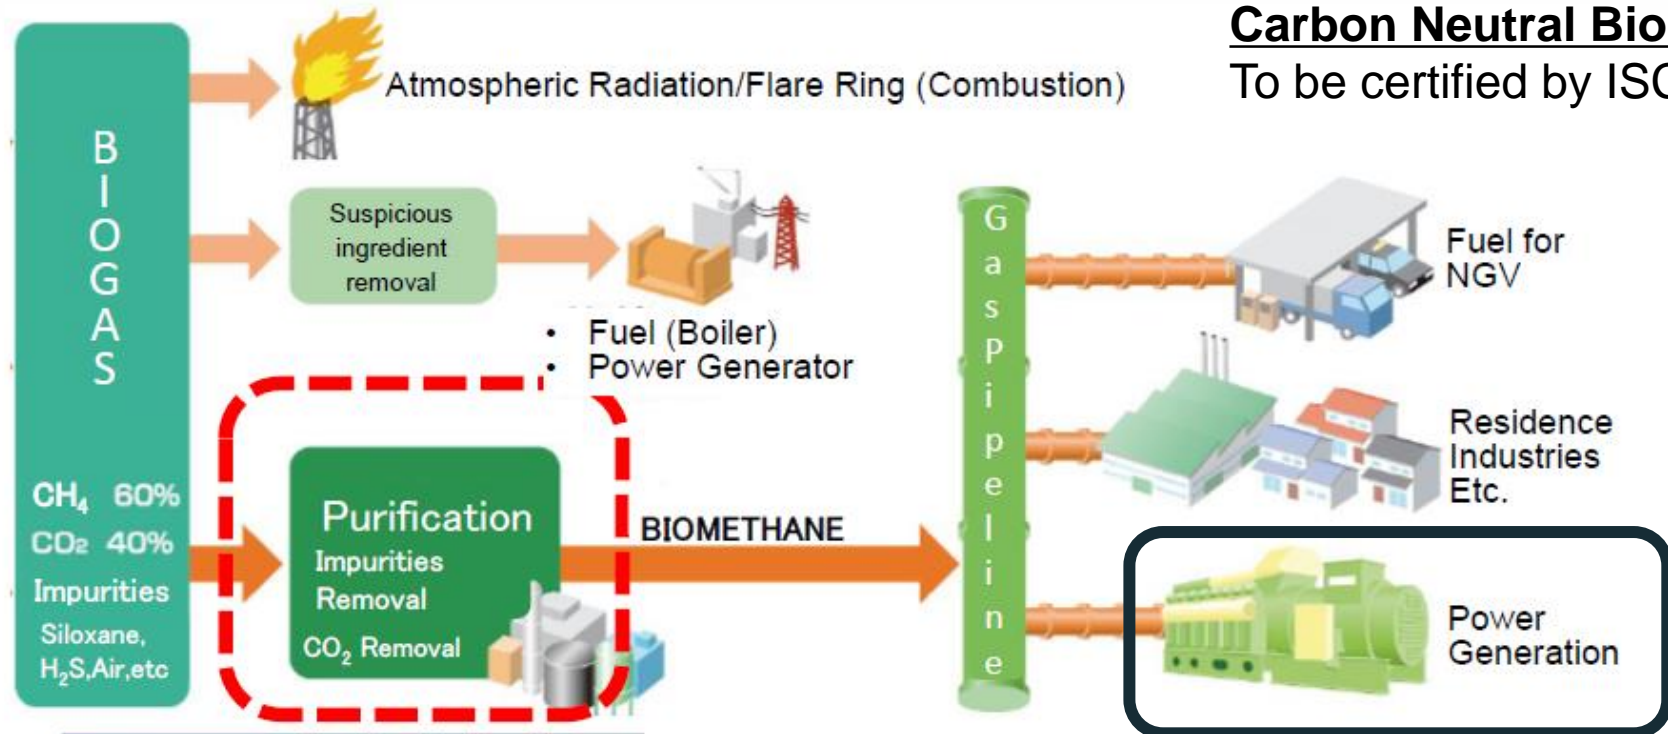 Carbon Neutral Bio
To be certified by ISC
Atmospheric Radiation/Flare Ring (Combustion)
BIOGAS
CH₄ 60%
CO₂ 40%
Impurities
Siloxane,
H₂S,Air,etc
Suspicious
ingredient
removal
• Fuel (Boiler)
• Power Generator
Purification
Impurities
Removal
CO₂ Removal
BIOMETHANE
GasPipeline
Fuel for
NGV
Residence
Industries
Etc.
Power
Generation